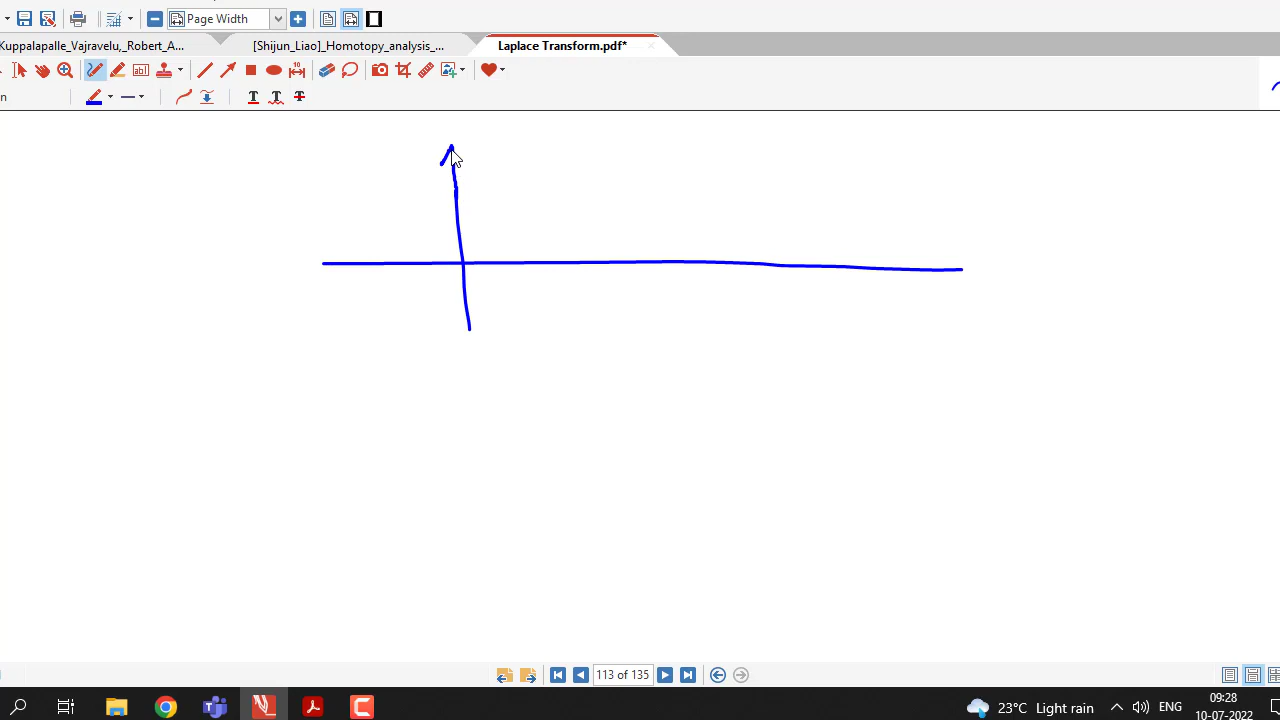 Page Width
Kuppalapalle_Vajravelu,_Robert_A...
[Shijun_Liao]_Homotopy_analysis_...
Laplace Transform.pdf*
10
T T T
n
113 of 135
23°C Light rain
ENG
09:28
10-07-2022